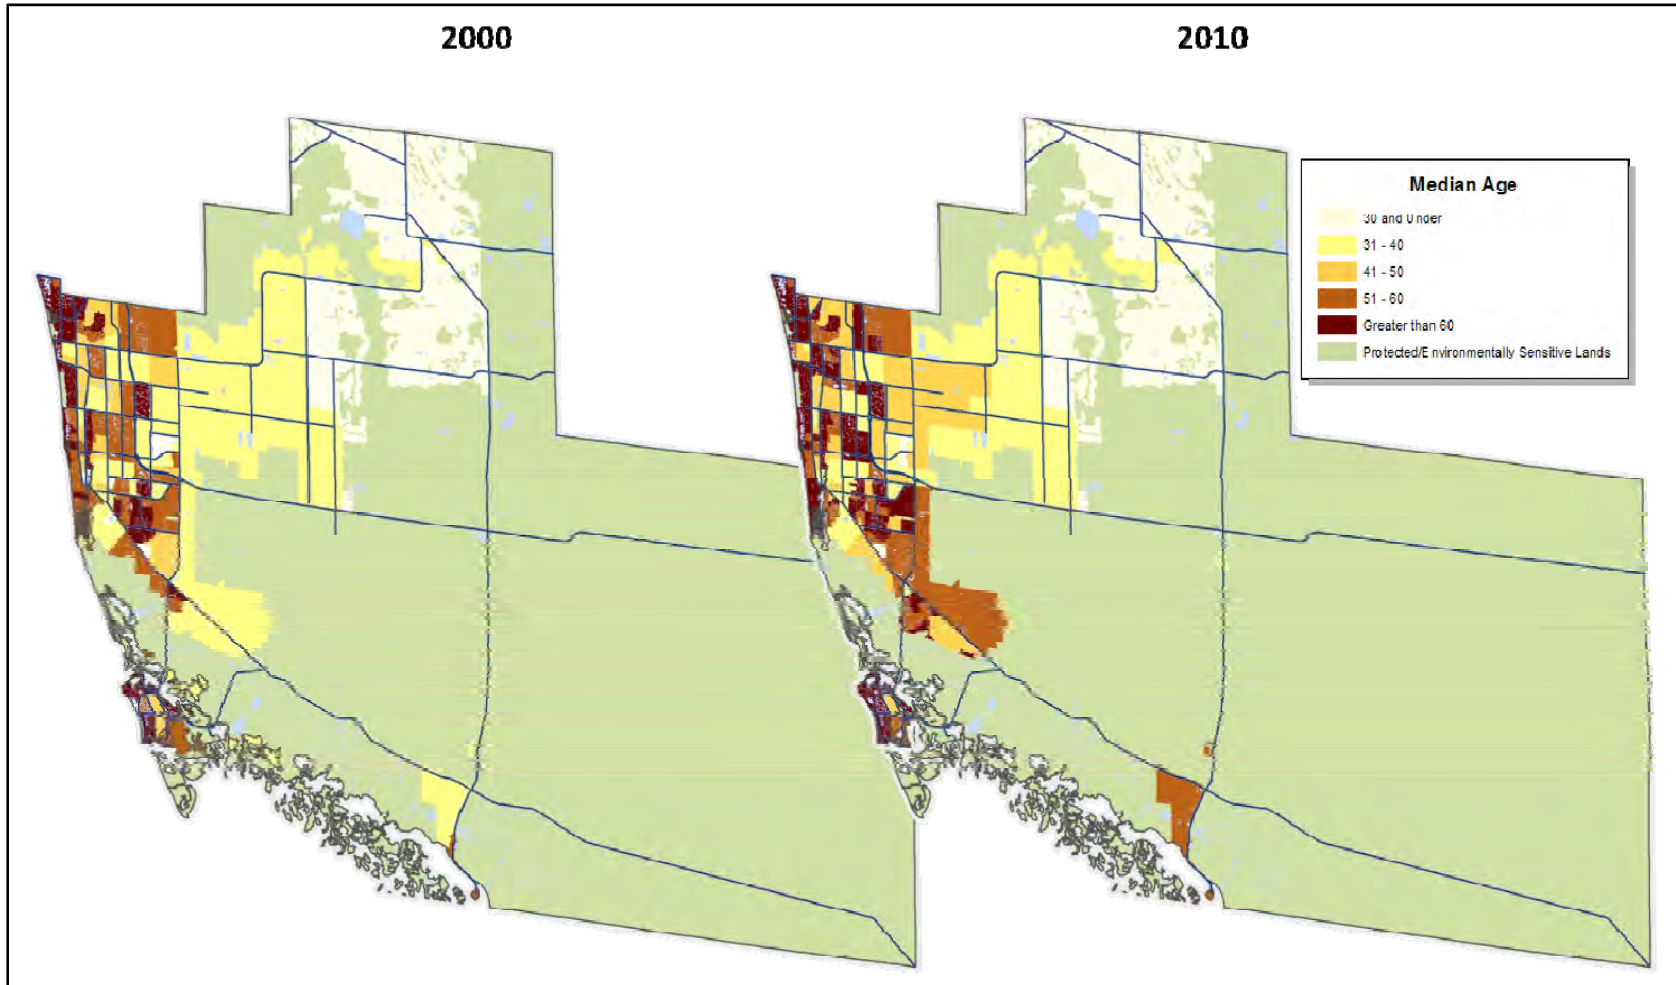 2000
2010
Median Age
30 and Under
31 - 40
41 - 50
51 - 60
Greater than 60
Protected/Environmentally Sensitive Lands